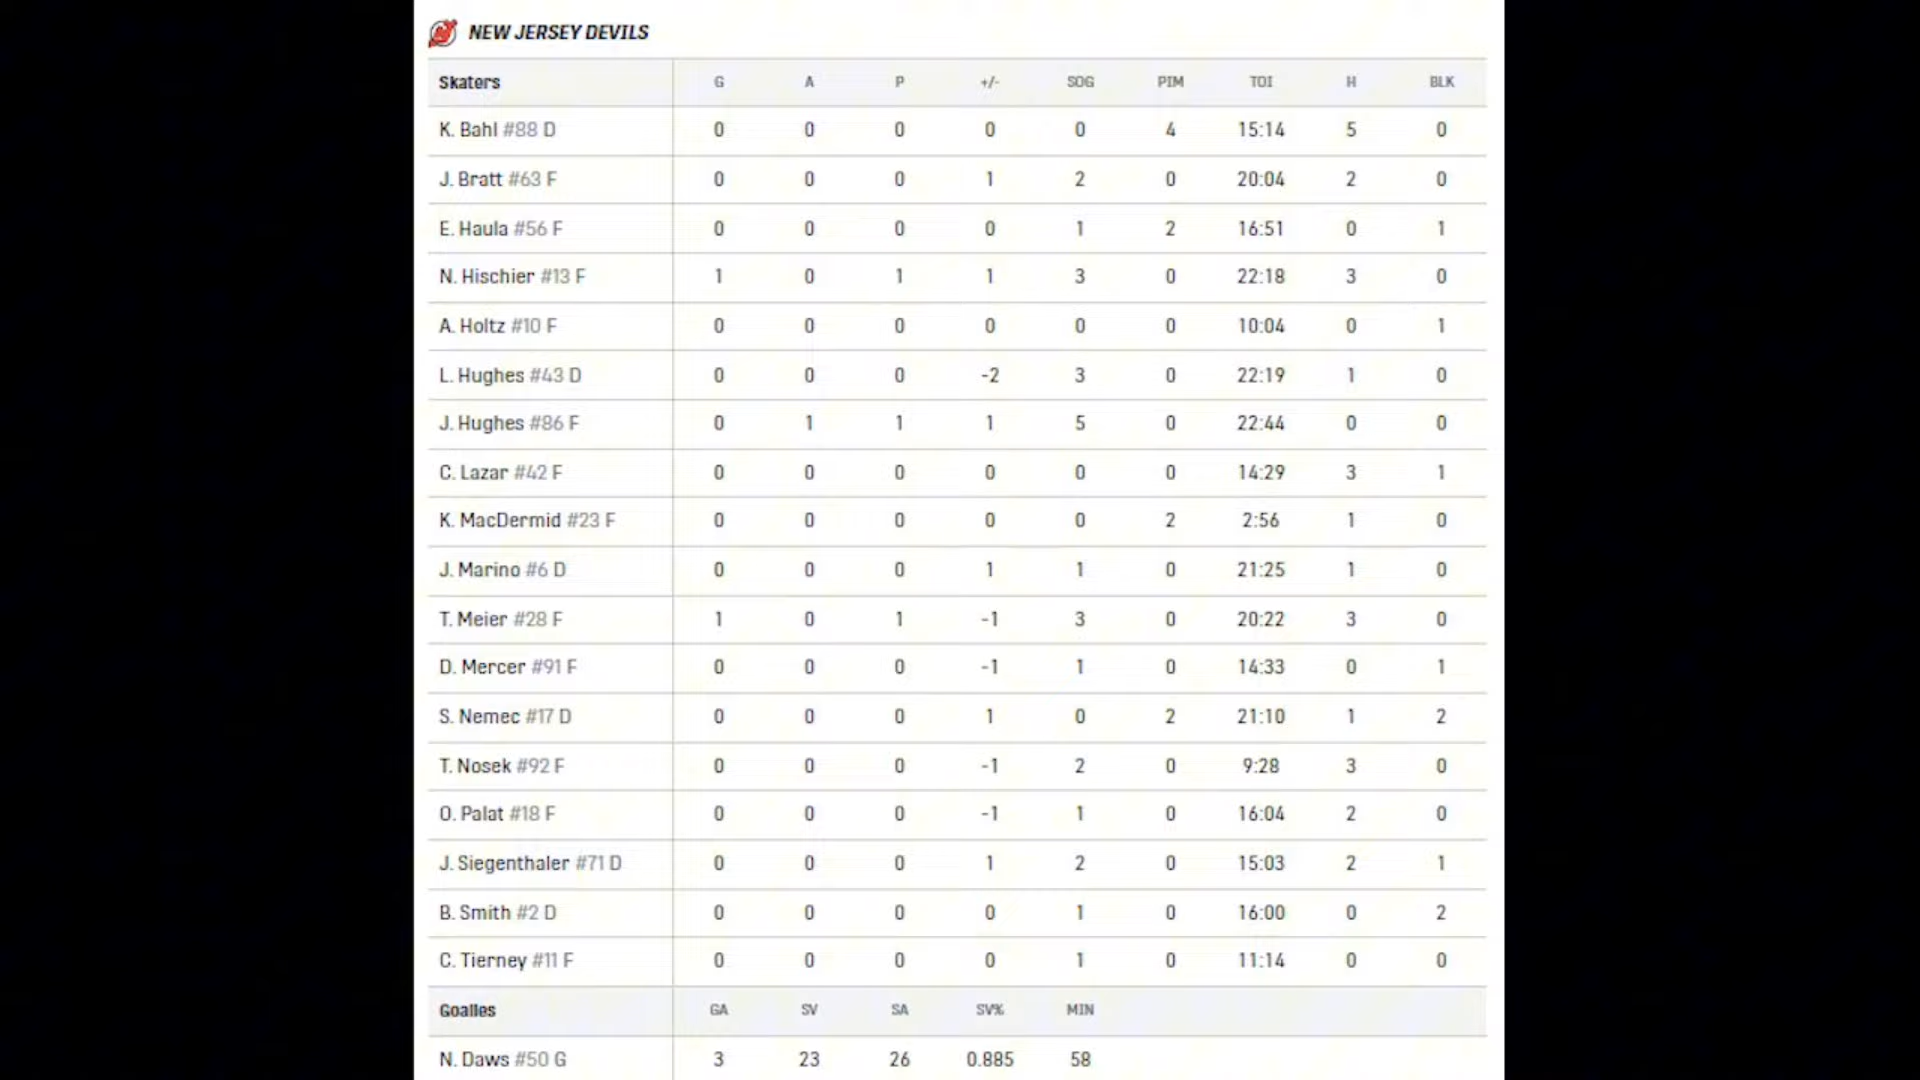 NEW JERSEY DEVILS
Skaters G A P +/- SOG PIM TOI H BLK
K. Bahl #88 D 0 0 0 0 0 4 15:14 5 0
J. Bratt #63 F 0 0 0 1 2 0 20:04 2 0
E. Haula #56 F 0 0 0 0 1 2 16:51 0 1
N. Hischier #13 F 1 0 1 1 3 0 22:18 3 0
A. Holtz #10 F 0 0 0 0 0 0 10:04 0 1
L. Hughes #43 D 0 0 0 -2 3 0 22:19 1 0
J. Hughes #86 F 0 1 1 1 5 0 22:44 0 0
C. Lazar #42 F 0 0 0 0 0 0 14:29 3 1
K. MacDermid #23 F 0 0 0 0 0 2 2:56 1 0
J. Marino #6 D 0 0 0 1 1 0 21:25 1 0
T. Meier #28 F 1 0 1 -1 3 0 20:22 3 0
D. Mercer #91 F 0 0 0 -1 1 0 14:33 0 1
S. Nemec #17 D 0 0 0 1 0 2 21:10 1 2
T. Nosek #92 F 0 0 0 -1 2 0 9:28 3 0
O. Palat #18 F 0 0 0 -1 1 0 16:04 2 0
J. Siegenthaler #71 D 0 0 0 1 2 0 15:03 2 1
B. Smith #2 D 0 0 0 0 1 0 16:00 0 2
C. Tierney #11 F 0 0 0 0 1 0 11:14 0 0
Goalies GA SV SA SV% MIN
N. Daws #50 G 3 23 26 0.885 58